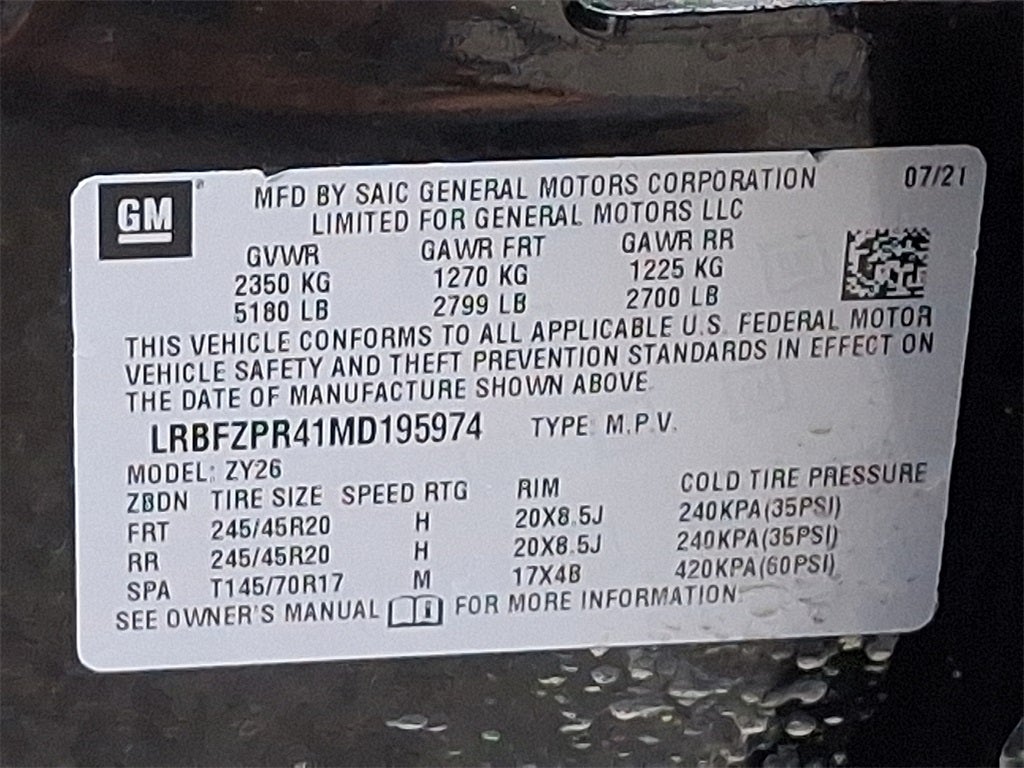 GM
MFD BY SAIC GENERAL MOTORS CORPORATION 07/21
LIMITED FOR GENERAL MOTORS LLC
GVWR GAWR FRT GAWR RR
2350 KG 1270 KG 1225 KG
5180 LB 2799 LB 2700 LB
THIS VEHICLE CONFORMS TO ALL APPLICABLE U.S. FEDERAL MOTOR
VEHICLE SAFETY AND THEFT PREVENTION STANDARDS IN EFFECT ON
THE DATE OF MANUFACTURE SHOWN ABOVE.
LRBFZPR41MD195974 TYPE: M.P.V.
MODEL: ZY26
ZBDN TIRE SIZE SPEED RTG RIM COLD TIRE PRESSURE
FRT 245/45R20 H 20X8.5J 240KPA(35PSI)
RR 245/45R20 H 20X8.5J 240KPA(35PSI)
SPA T145/70R17 M 17X4B 420KPA(60PSI)
SEE OWNER'S MANUAL i FOR MORE INFORMATION.